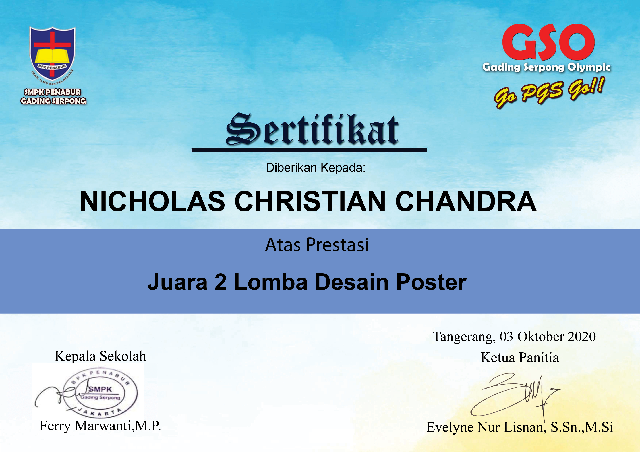 SMPK PENABUR
GADING SERPONG
GSO
Gading Serpong Olympic
Go PGS Go!!
Sertifikat
Diberikan Kepada:
NICHOLAS CHRISTIAN CHANDRA
Atas Prestasi
Juara 2 Lomba Desain Poster
Tangerang, 03 Oktober 2020
Kepala Sekolah
Ketua Panitia
SMPK PENABUR
SMPK
Gading Serpong
JAKARTA
Ferry Marwanti,M.P.
Evelyne Nur Lisnan, S.Sn.,M.Si